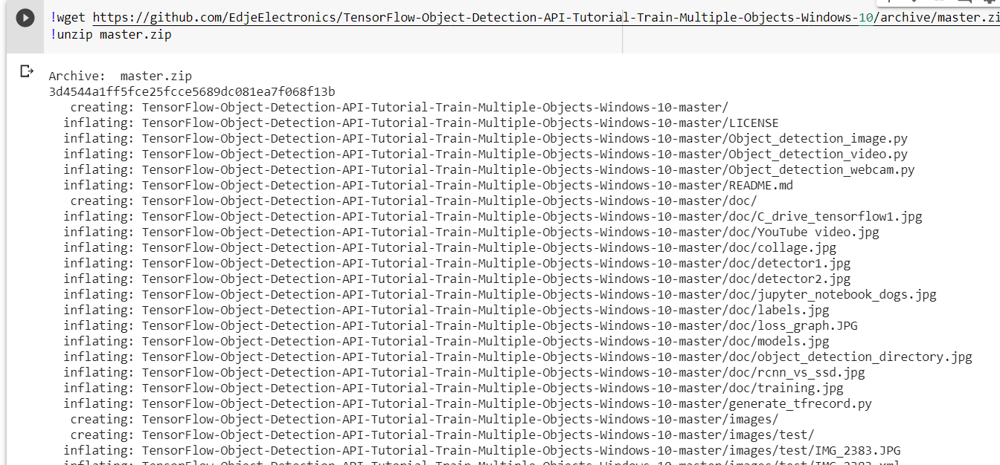 !wget https://github.com/EdjeElectronics/TensorFlow-Object-Detection-API-Tutorial-Train-Multiple-Objects-Windows-10/archive/master.zi
!unzip master.zip
Archive:  master.zip
3d4544a1ff5fce25fcce5689dc081ea7f068f13b
creating: TensorFlow-Object-Detection-API-Tutorial-Train-Multiple-Objects-Windows-10-master/
inflating: TensorFlow-Object-Detection-API-Tutorial-Train-Multiple-Objects-Windows-10-master/LICENSE
inflating: TensorFlow-Object-Detection-API-Tutorial-Train-Multiple-Objects-Windows-10-master/Object_detection_image.py
inflating: TensorFlow-Object-Detection-API-Tutorial-Train-Multiple-Objects-Windows-10-master/Object_detection_video.py
inflating: TensorFlow-Object-Detection-API-Tutorial-Train-Multiple-Objects-Windows-10-master/Object_detection_webcam.py
inflating: TensorFlow-Object-Detection-API-Tutorial-Train-Multiple-Objects-Windows-10-master/README.md
creating: TensorFlow-Object-Detection-API-Tutorial-Train-Multiple-Objects-Windows-10-master/doc/
inflating: TensorFlow-Object-Detection-API-Tutorial-Train-Multiple-Objects-Windows-10-master/doc/C_drive_tensorflow1.jpg
inflating: TensorFlow-Object-Detection-API-Tutorial-Train-Multiple-Objects-Windows-10-master/doc/YouTube video.jpg
inflating: TensorFlow-Object-Detection-API-Tutorial-Train-Multiple-Objects-Windows-10-master/doc/collage.jpg
inflating: TensorFlow-Object-Detection-API-Tutorial-Train-Multiple-Objects-Windows-10-master/doc/detector1.jpg
inflating: TensorFlow-Object-Detection-API-Tutorial-Train-Multiple-Objects-Windows-10-master/doc/detector2.jpg
inflating: TensorFlow-Object-Detection-API-Tutorial-Train-Multiple-Objects-Windows-10-master/doc/jupyter_notebook_dogs.jpg
inflating: TensorFlow-Object-Detection-API-Tutorial-Train-Multiple-Objects-Windows-10-master/doc/labels.jpg
inflating: TensorFlow-Object-Detection-API-Tutorial-Train-Multiple-Objects-Windows-10-master/doc/loss_graph.JPG
inflating: TensorFlow-Object-Detection-API-Tutorial-Train-Multiple-Objects-Windows-10-master/doc/models.jpg
inflating: TensorFlow-Object-Detection-API-Tutorial-Train-Multiple-Objects-Windows-10-master/doc/object_detection_directory.jpg
inflating: TensorFlow-Object-Detection-API-Tutorial-Train-Multiple-Objects-Windows-10-master/doc/rcnn_vs_ssd.jpg
inflating: TensorFlow-Object-Detection-API-Tutorial-Train-Multiple-Objects-Windows-10-master/doc/training.jpg
inflating: TensorFlow-Object-Detection-API-Tutorial-Train-Multiple-Objects-Windows-10-master/generate_tfrecord.py
creating: TensorFlow-Object-Detection-API-Tutorial-Train-Multiple-Objects-Windows-10-master/images/
creating: TensorFlow-Object-Detection-API-Tutorial-Train-Multiple-Objects-Windows-10-master/images/test/
inflating: TensorFlow-Object-Detection-API-Tutorial-Train-Multiple-Objects-Windows-10-master/images/test/IMG_2383.JPG
inflating: TensorFlow-Object-Detection-API-Tutorial-Train-Multiple-Objects-Windows-10-master/images/test/IMG_2383.xml